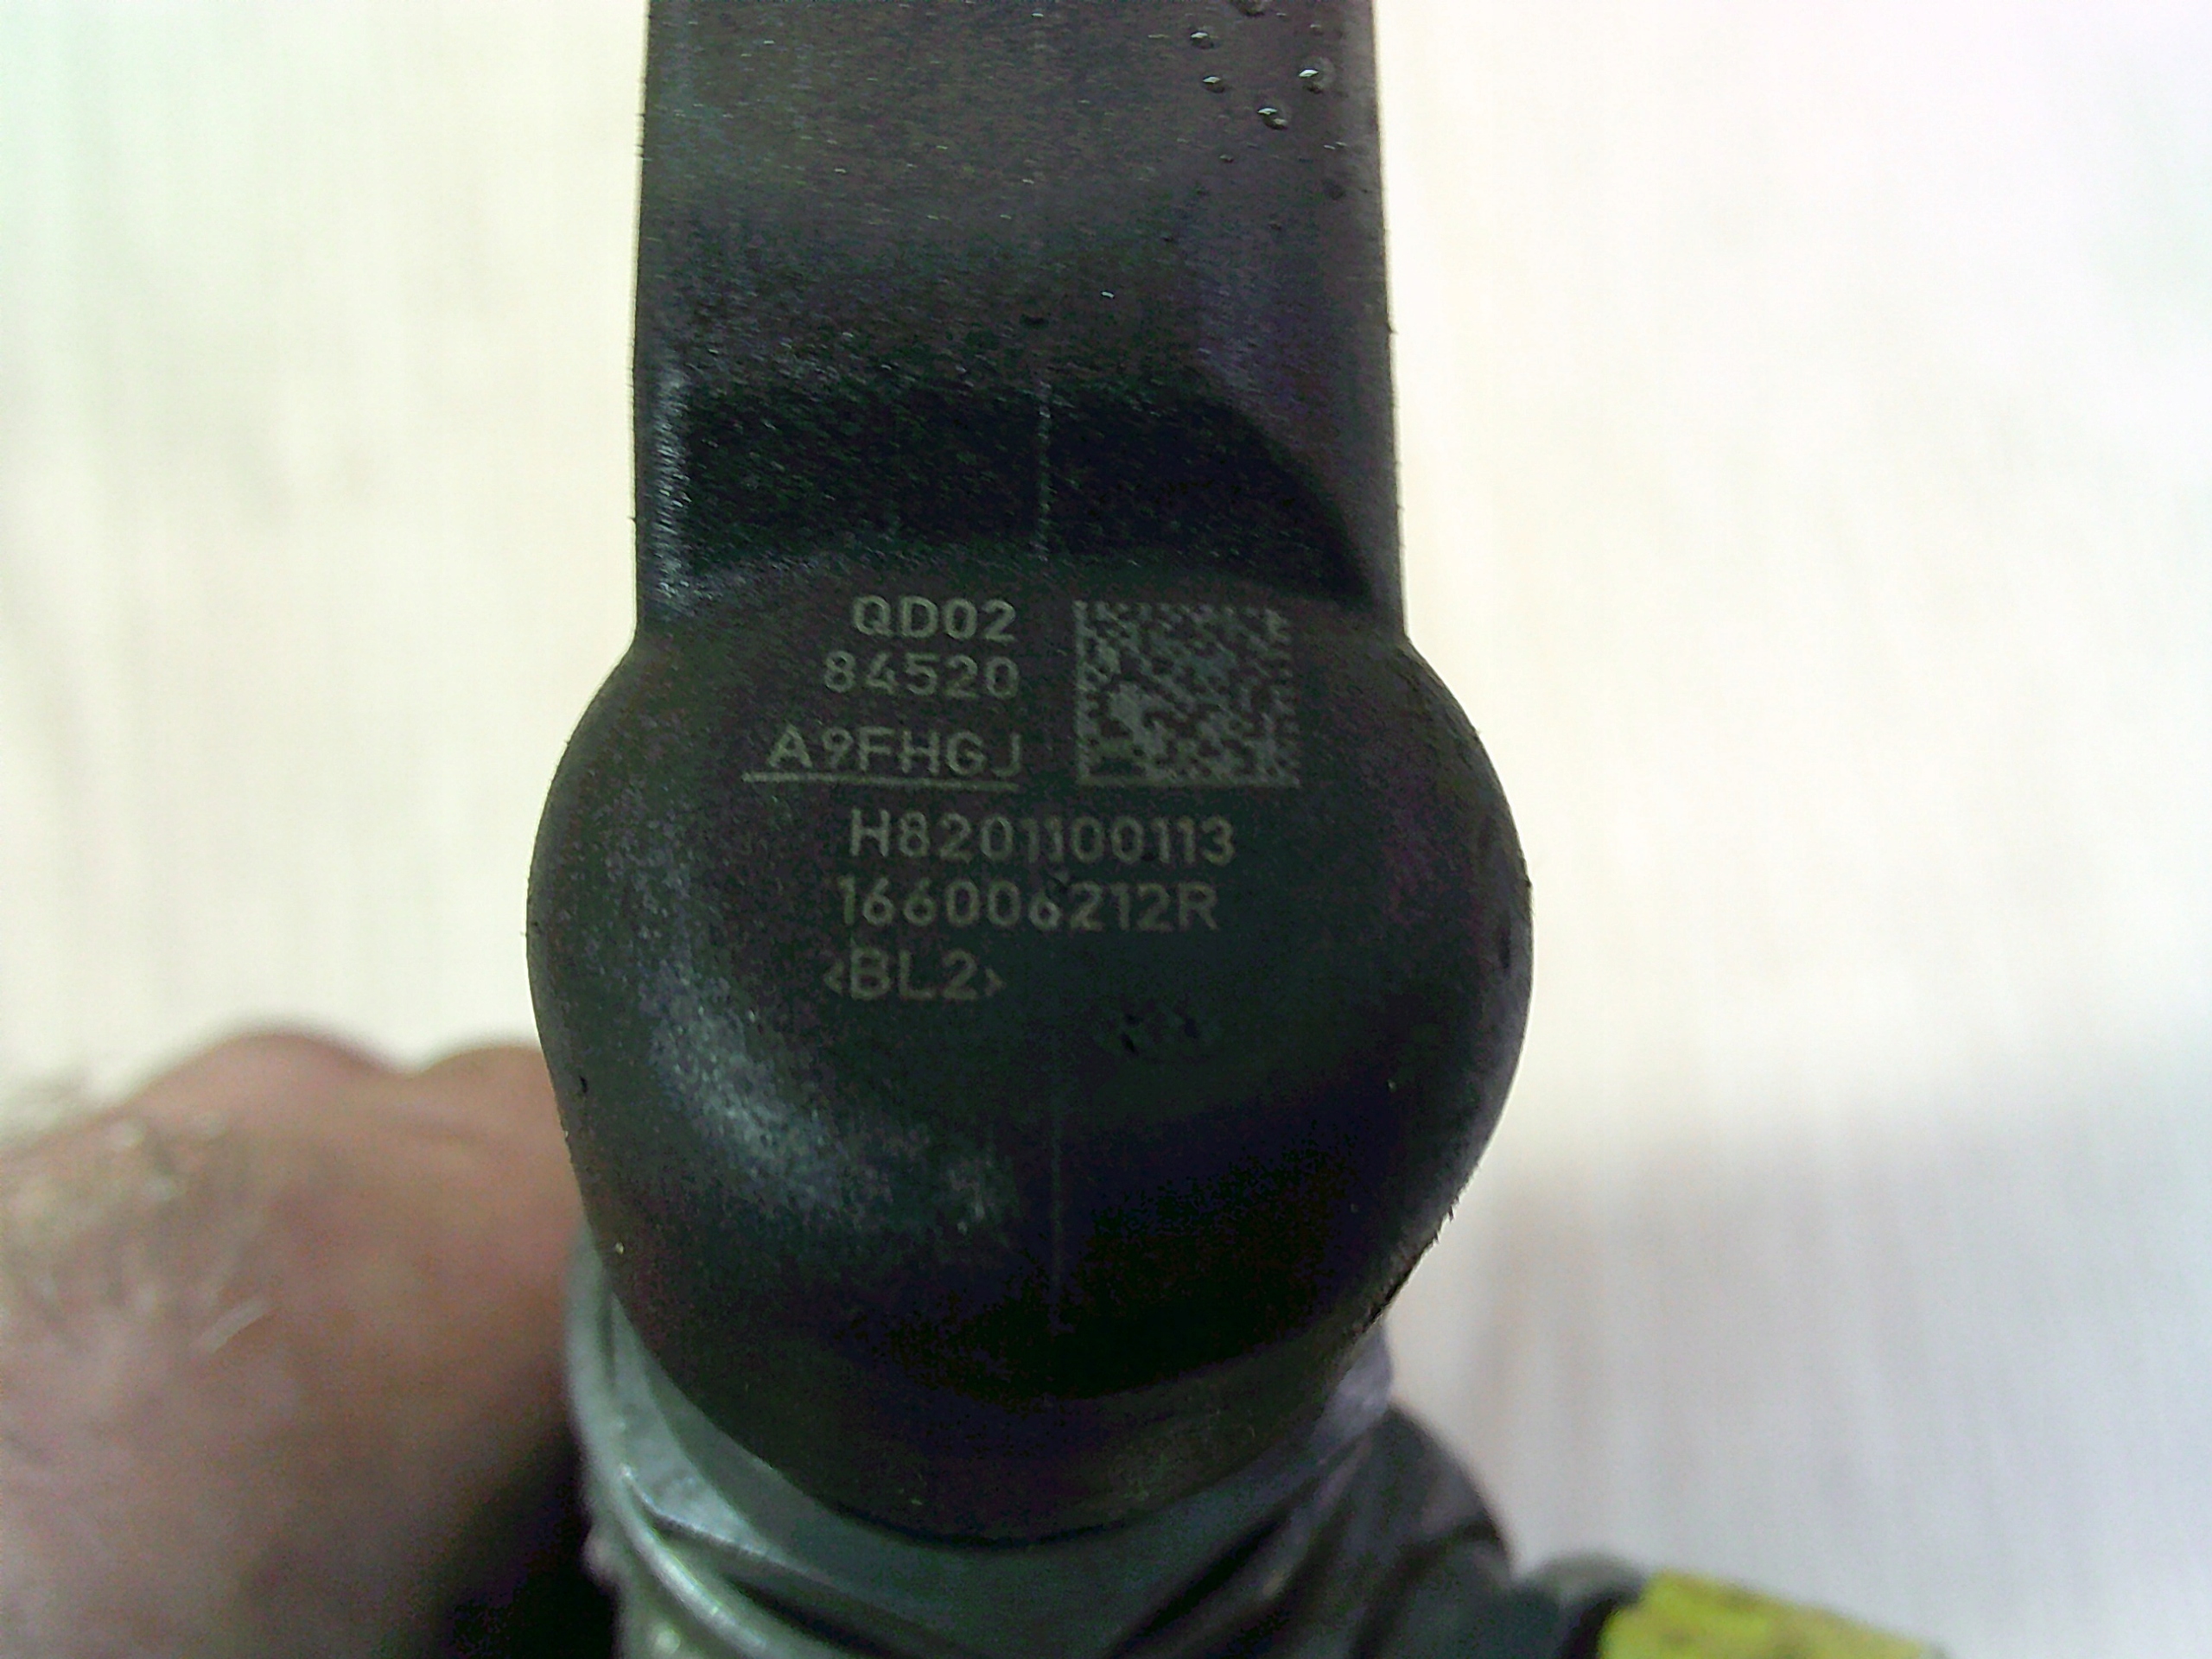 QD02
84520
A9FHGJ
H8201100113
166006212R
<BL2>